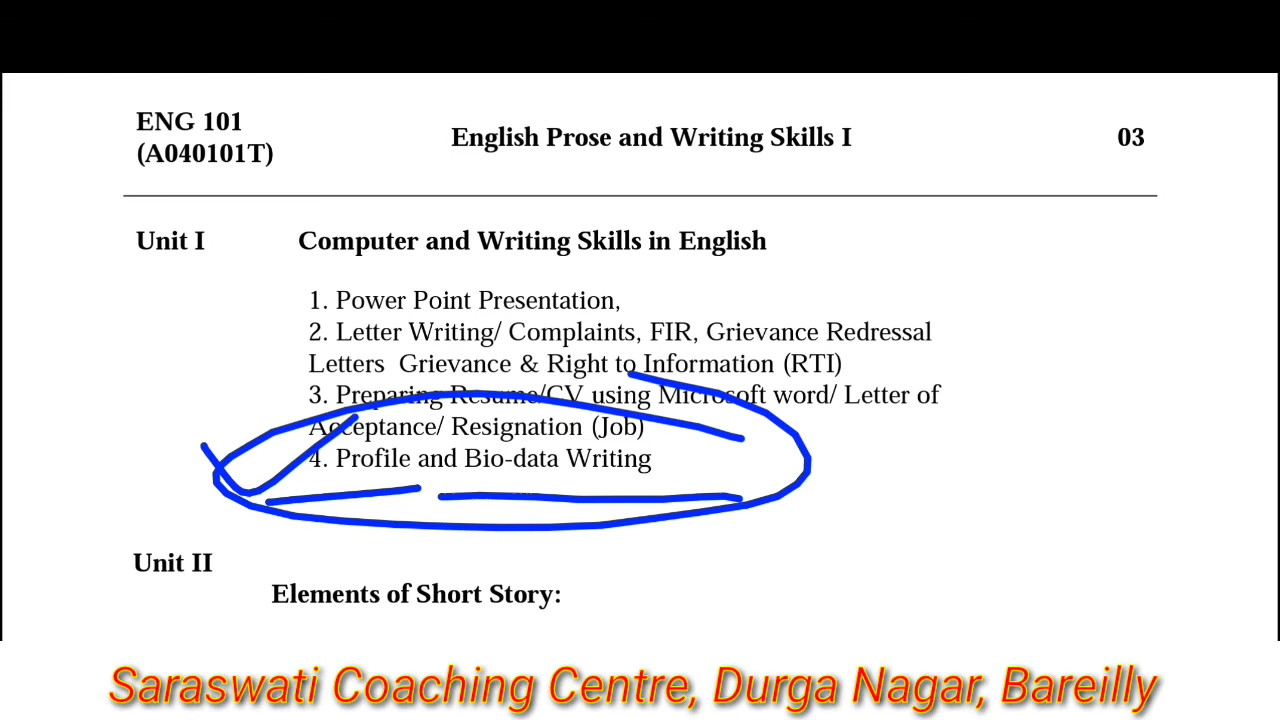 ENG 101
(A040101T)
English Prose and Writing Skills I
03
Unit I
Computer and Writing Skills in English
1. Power Point Presentation,
2. Letter Writing/ Complaints, FIR, Grievance Redressal
Letters  Grievance & Right to Information (RTI)
3. Preparing Resume/CV using Microsoft word/ Letter of
Acceptance/ Resignation (Job)
4. Profile and Bio-data Writing
Unit II
Elements of Short Story:
Saraswati Coaching Centre, Durga Nagar, Bareilly